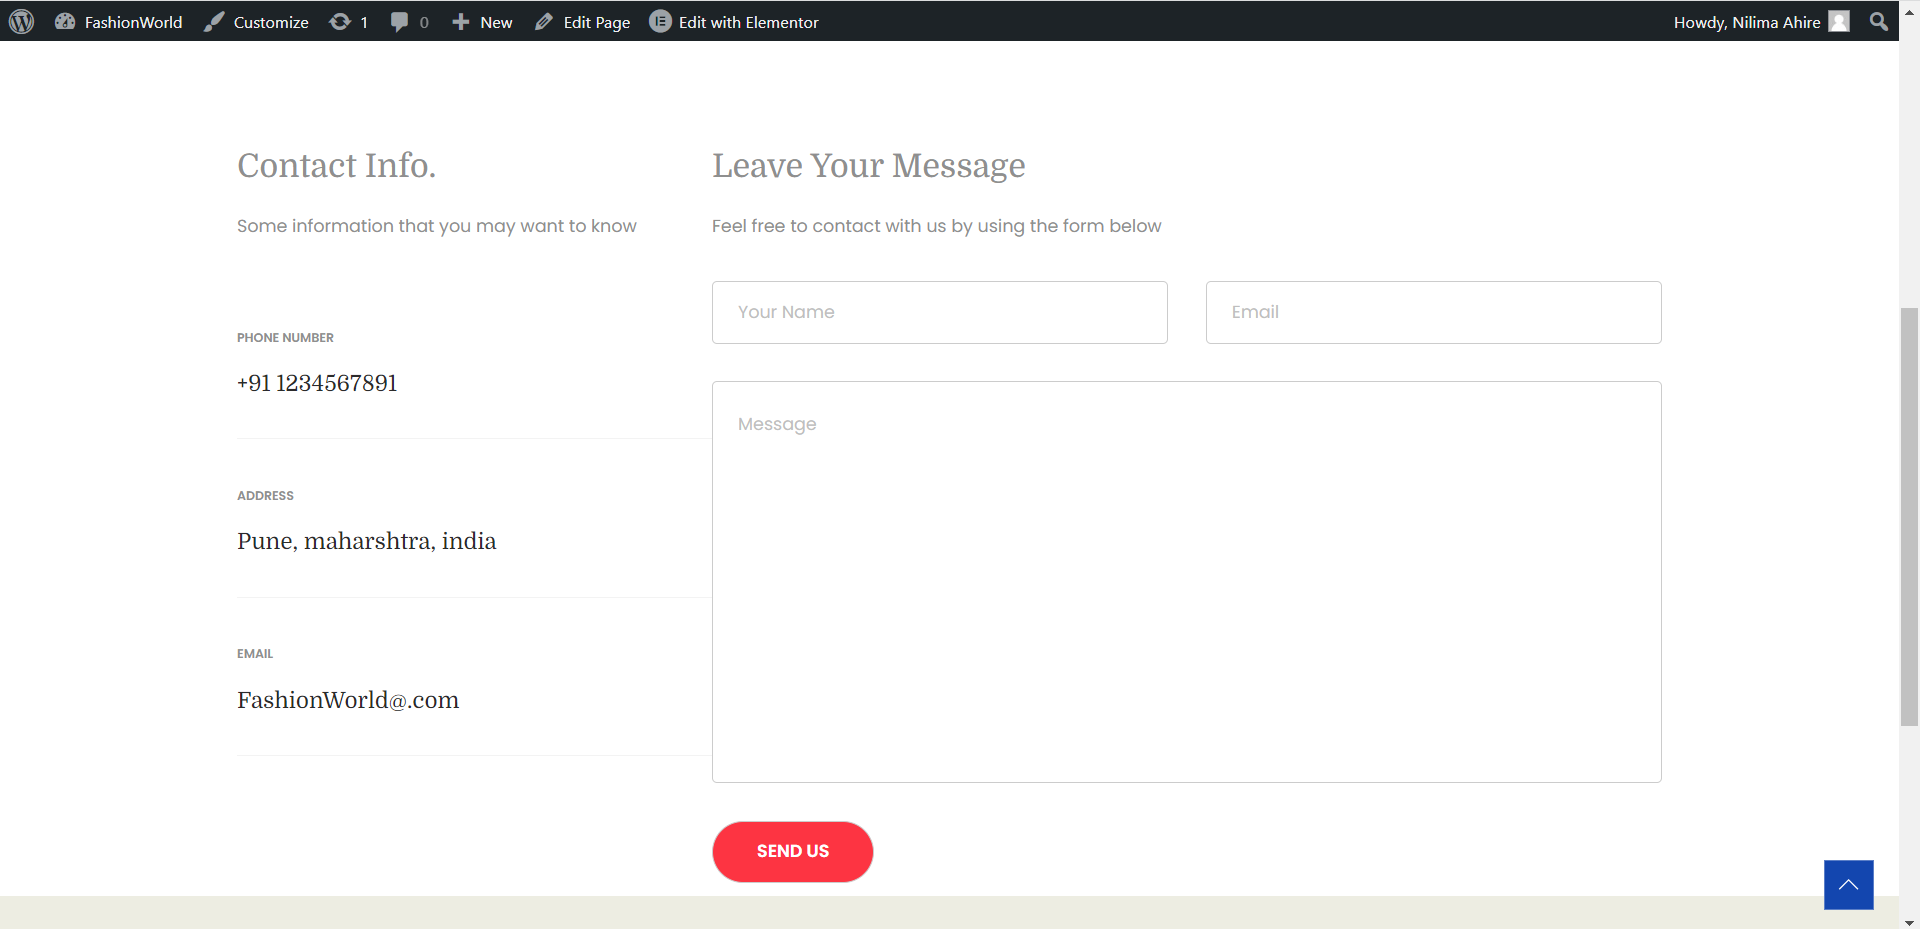 FashionWorld Customize 1 0 New Edit Page Edit with Elementor Howdy, Nilima Ahire
Contact Info.
Some information that you may want to know
PHONE NUMBER
+91 1234567891
ADDRESS
Pune, maharshtra, india
EMAIL
FashionWorld@.com
Leave Your Message
Feel free to contact with us by using the form below
Your Name Email
Message
SEND US